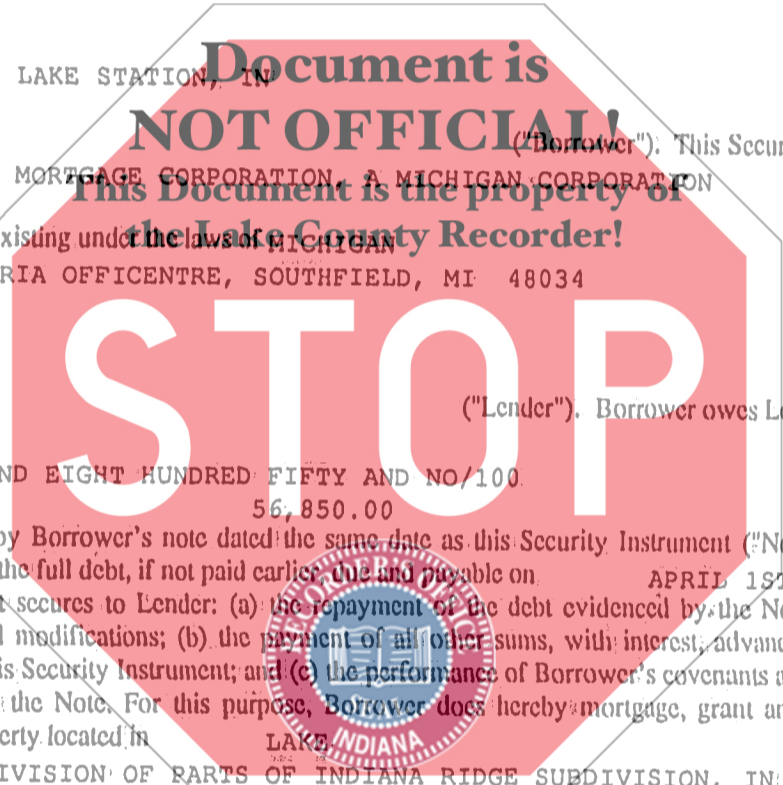 Document is
LAKE STATION, IN
NOT OFFICIAL!
("Borrower"). This Secur
MORTGAGE CORPORATION, A MICHIGAN CORPORATION
This Document is the property of
the Lake County Recorder!
xisting under the laws of MICHIGAN
RIA OFFICENTRE, SOUTHFIELD, MI 48034
STOP
("Lender"). Borrower owes Le
ND EIGHT HUNDRED FIFTY AND NO/100
56,850.00
by Borrower's note dated the same date as this Security Instrument ("No
the full debt, if not paid earlier, due and payable on APRIL 1ST
t secures to Lender: (a) the repayment of the debt evidenced by the No
l modifications; (b) the payment of all other sums, with interest, advanc
is Security Instrument; and (c) the performance of Borrower's covenants a
the Note. For this purpose, Borrower does hereby mortgage, grant an
erty located in LAKE
IVISION OF PARTS OF INDIANA RIDGE SUBDIVISION, IN
RECORDER'S OFFICE
SEAL
INDIANA